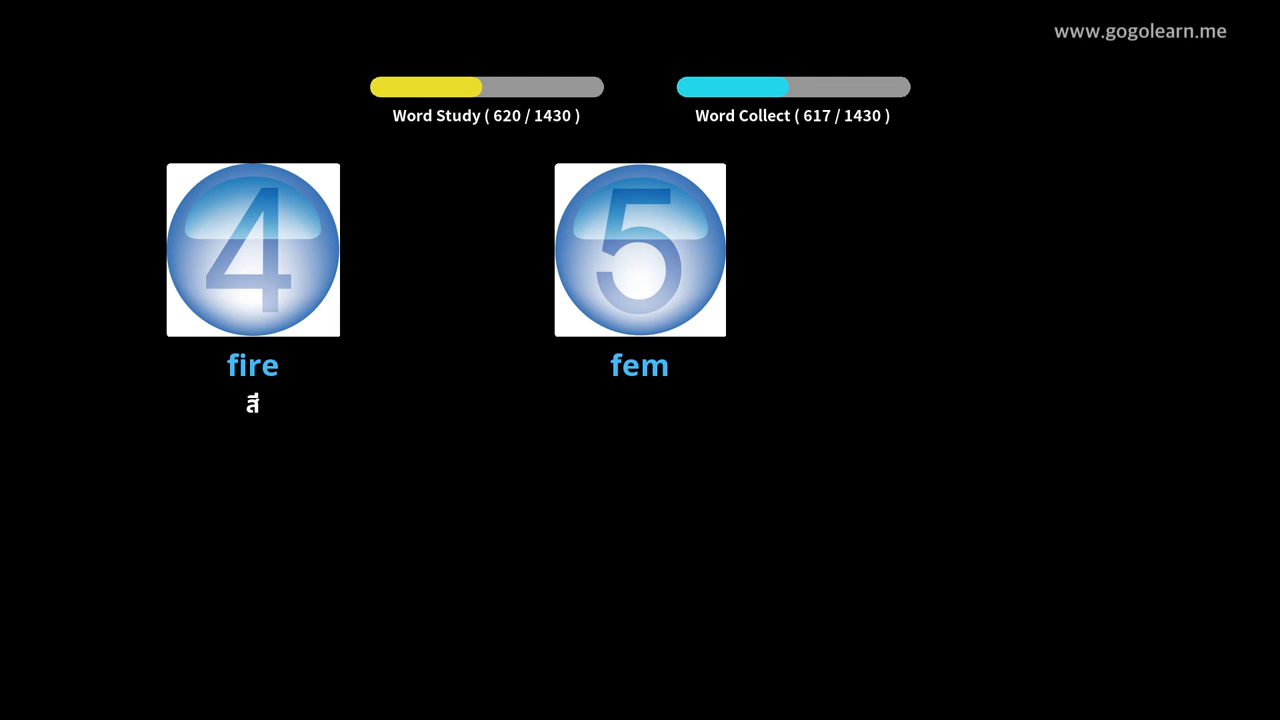 www.gogolearn.me
Word Study ( 620 / 1430 )
Word Collect ( 617 / 1430 )
4
5
fire
fem
สี่